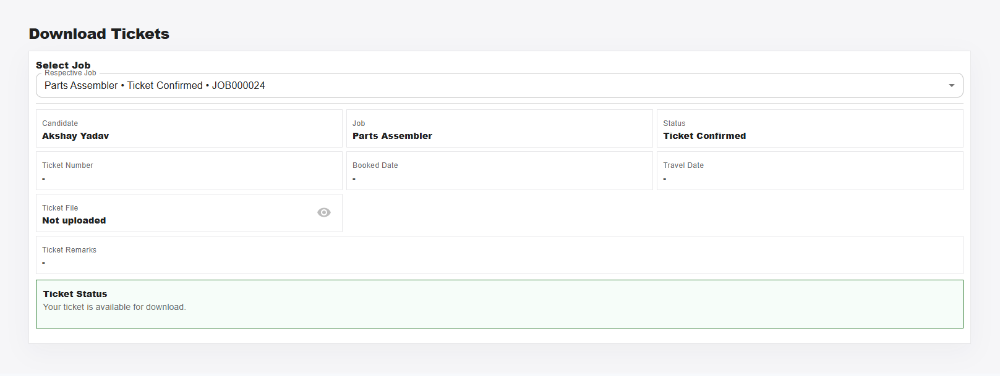 Download Tickets
Select Job
Respective Job
Parts Assembler • Ticket Confirmed • JOB000024
Candidate
Akshay Yadav
Job
Parts Assembler
Status
Ticket Confirmed
Ticket Number
-
Booked Date
-
Travel Date
-
Ticket File
Not uploaded
Ticket Remarks
-
Ticket Status
Your ticket is available for download.